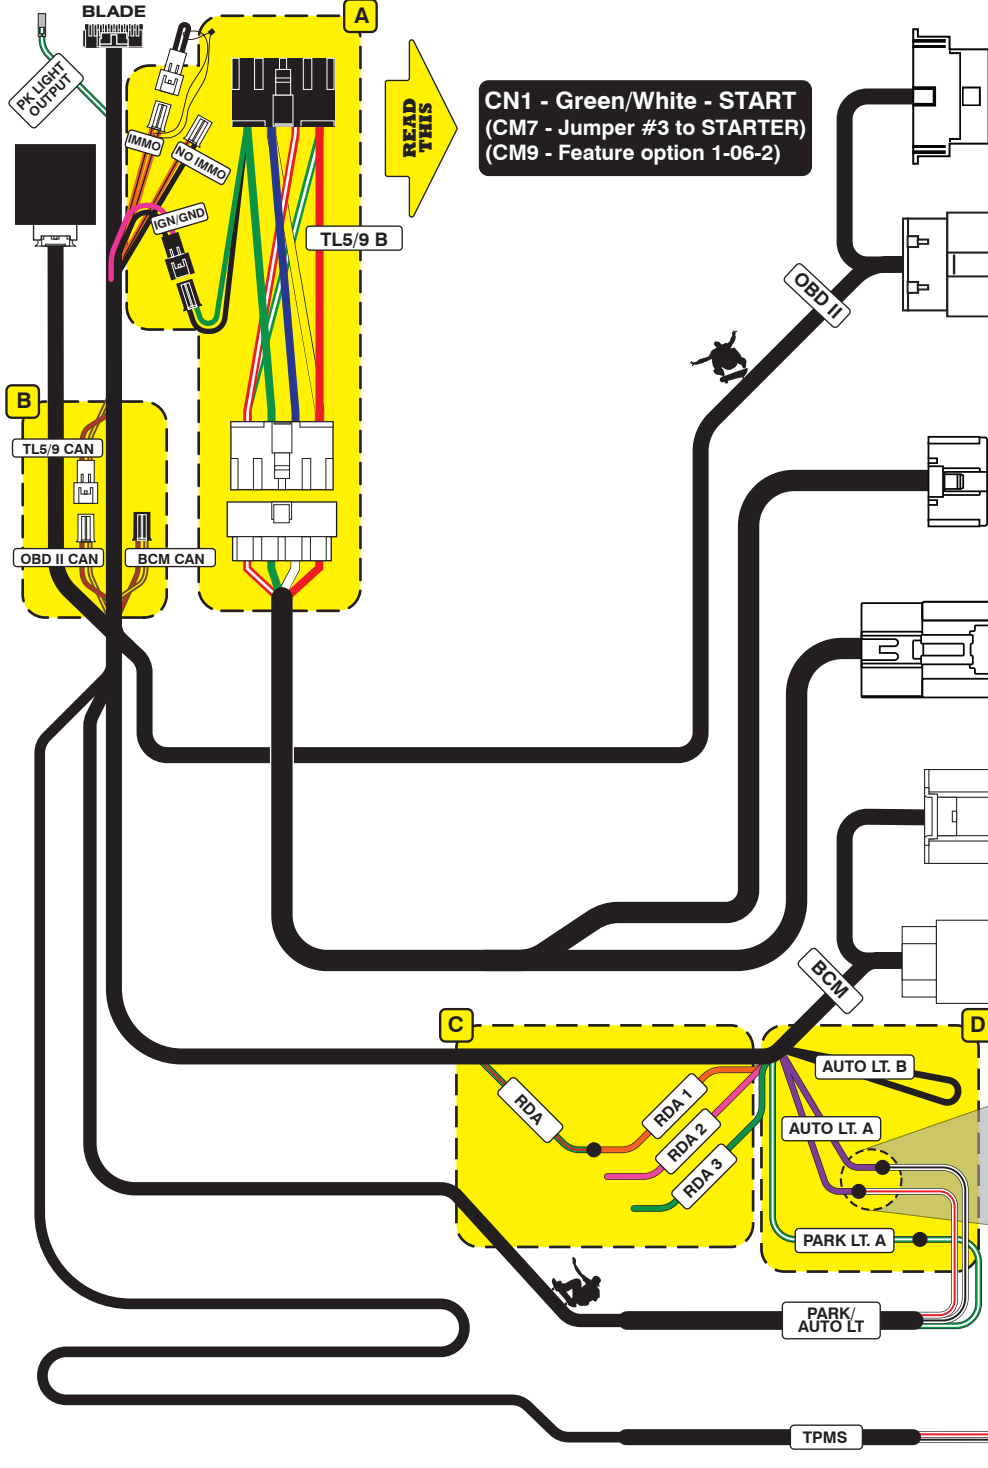 BLADE
A
PK LIGHT
OUTPUT
IMMO
NO IMMO
IGN/GND
READ
THIS
CN1 - Green/White - START
(CM7 - Jumper #3 to STARTER)
(CM9 - Feature option 1-06-2)
TL5/9 B
OBD II
B
TL5/9 CAN
OBD II CAN
BCM CAN
BCM
C
D
RDA
RDA 1
RDA 2
RDA 3
AUTO LT. B
AUTO LT. A
PARK LT. A
PARK/
AUTO LT
TPMS